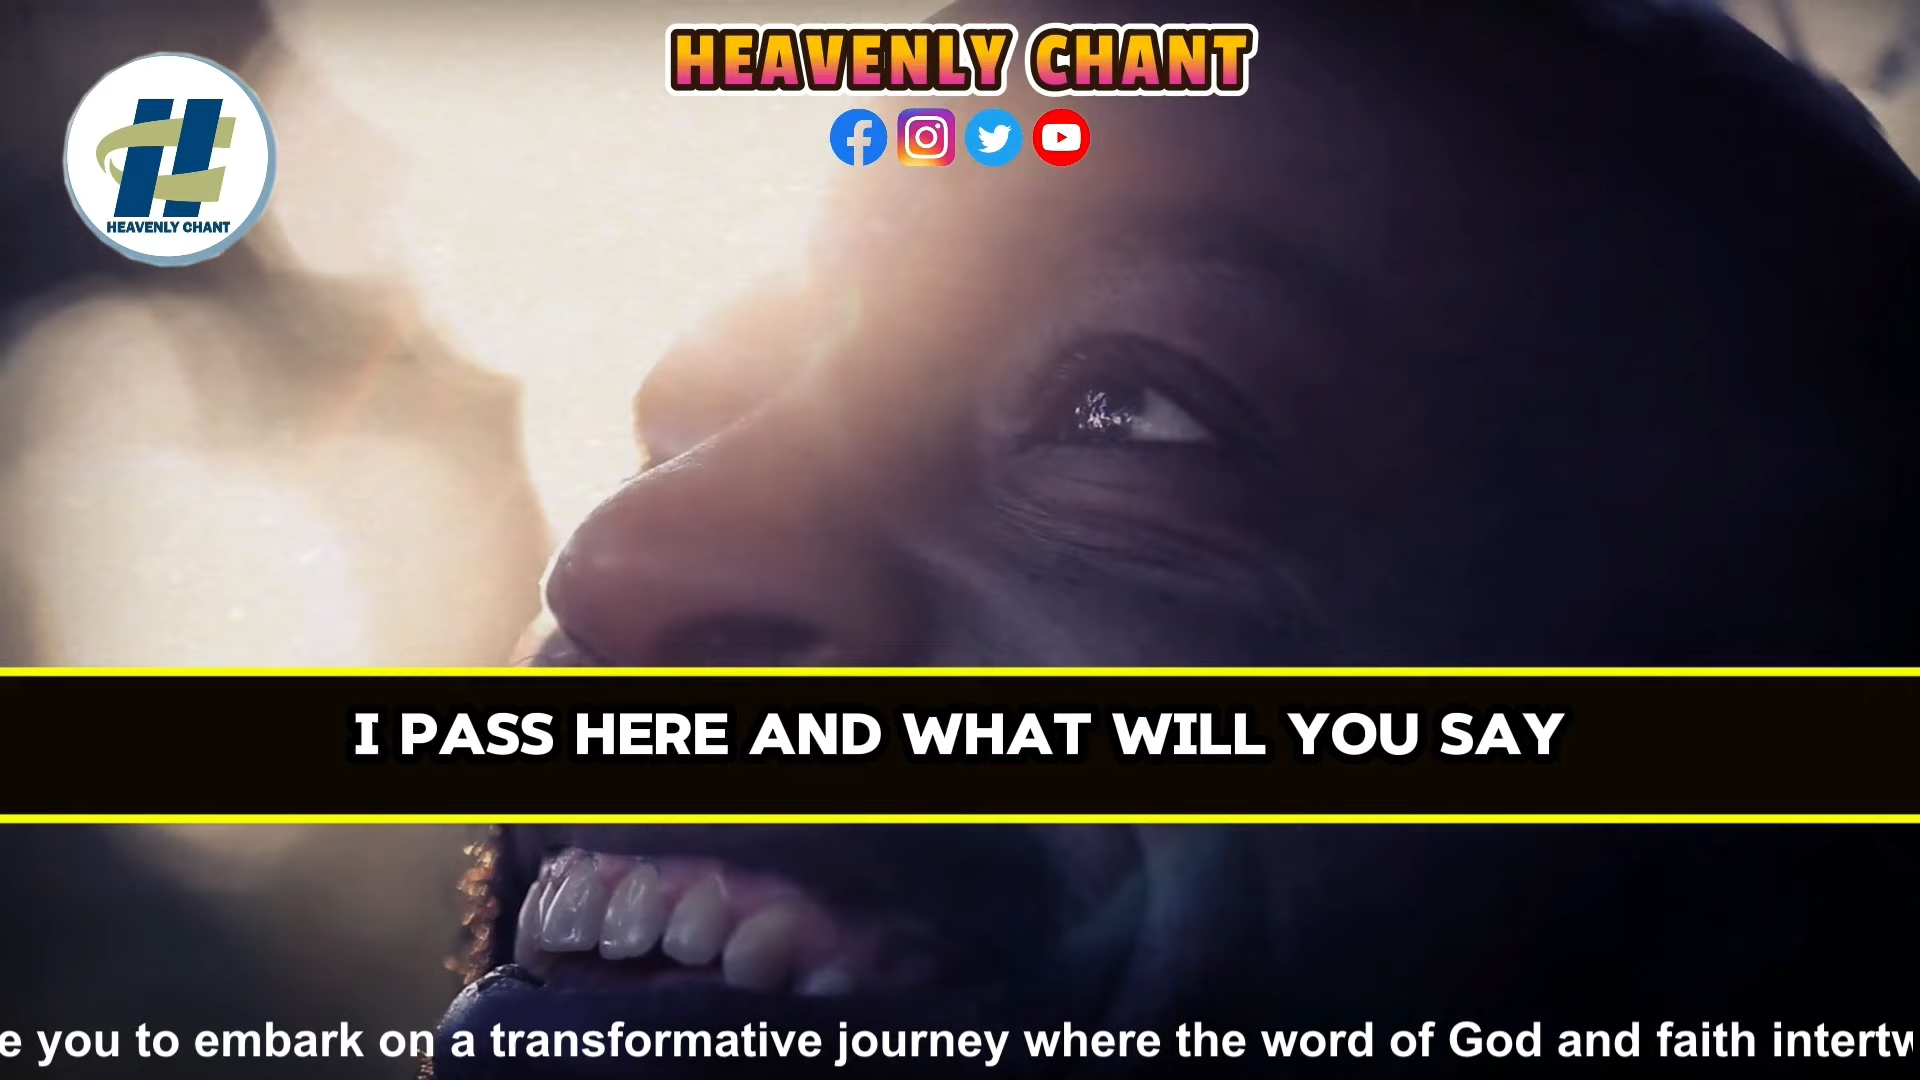 HEAVENLY CHANT
HEAVENLY CHANT
I PASS HERE AND WHAT WILL YOU SAY
you to embark on a transformative journey where the word of God and faith